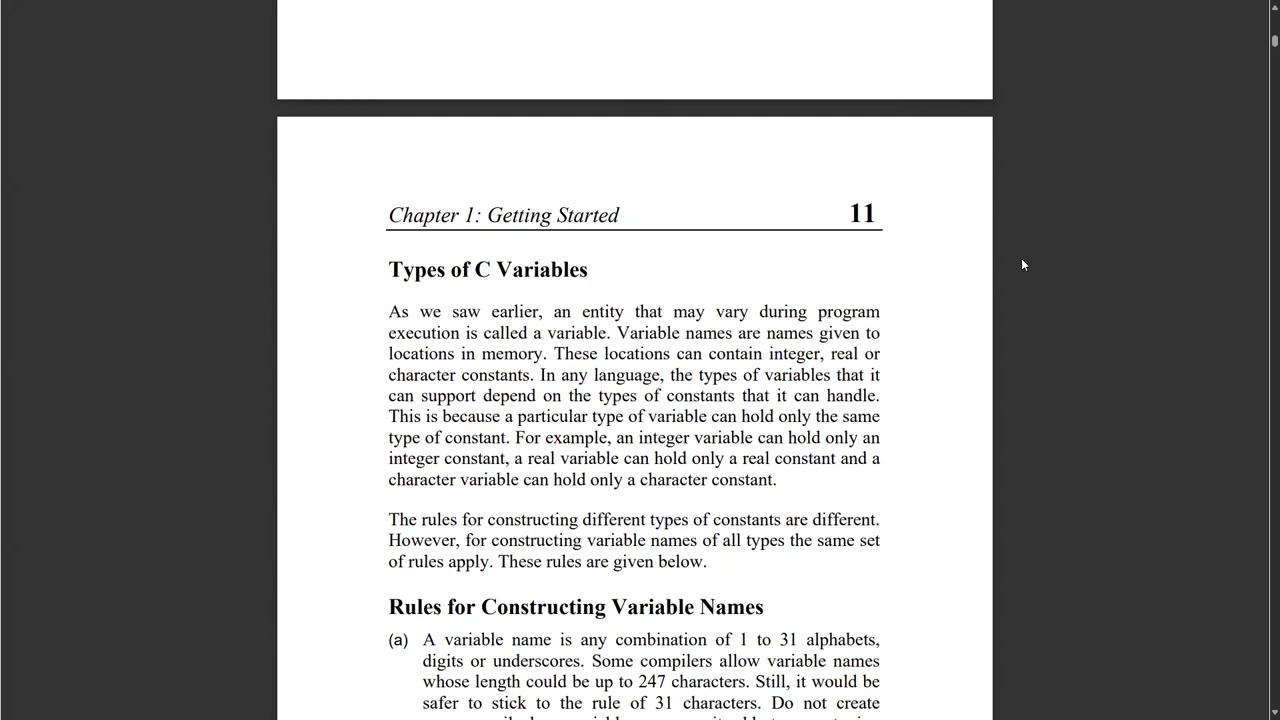 Chapter 1: Getting Started 11
Types of C Variables
As we saw earlier, an entity that may vary during program
execution is called a variable. Variable names are names given to
locations in memory. These locations can contain integer, real or
character constants. In any language, the types of variables that it
can support depend on the types of constants that it can handle.
This is because a particular type of variable can hold only the same
type of constant. For example, an integer variable can hold only an
integer constant, a real variable can hold only a real constant and a
character variable can hold only a character constant.
The rules for constructing different types of constants are different.
However, for constructing variable names of all types the same set
of rules apply. These rules are given below.
Rules for Constructing Variable Names
(a) A variable name is any combination of 1 to 31 alphabets,
digits or underscores. Some compilers allow variable names
whose length could be up to 247 characters. Still, it would be
safer to stick to the rule of 31 characters. Do not create